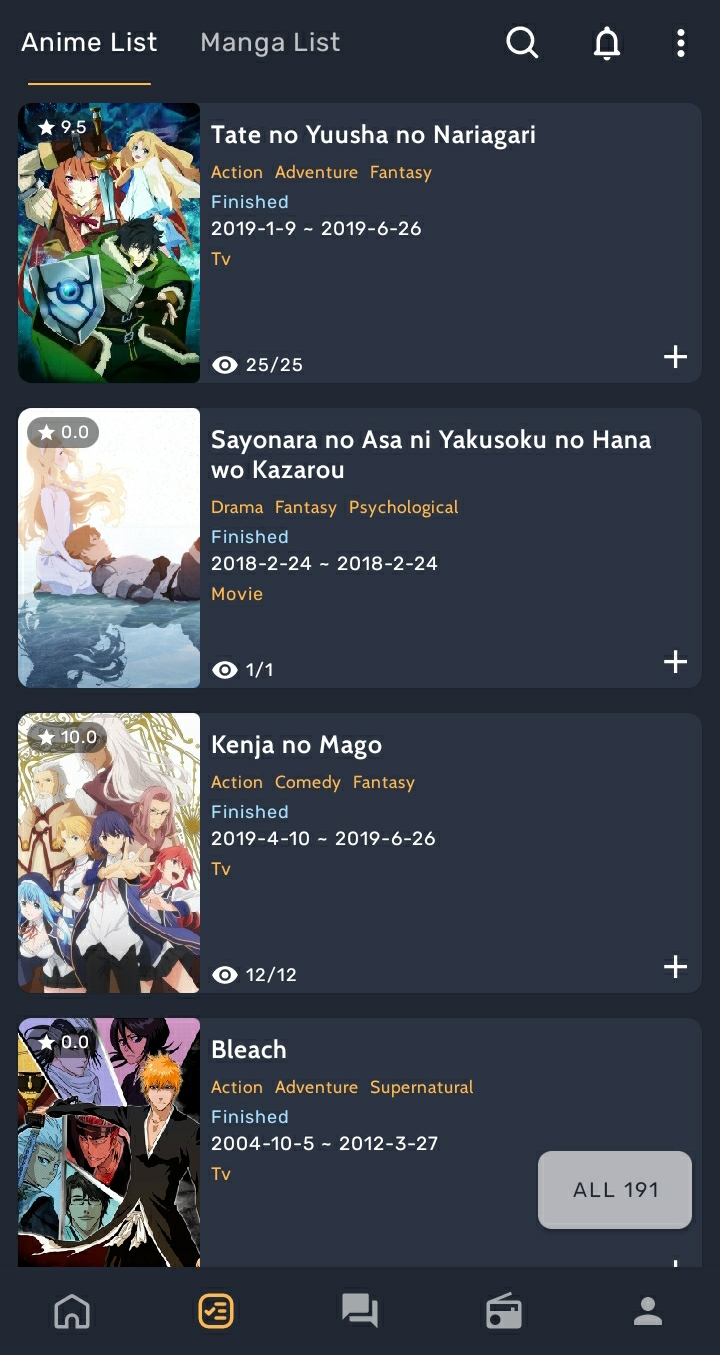 Anime List Manga List
9.5
Tate no Yuusha no Nariagari
Action Adventure Fantasy
Finished
2019-1-9 ~ 2019-6-26
Tv
25/25
0.0
Sayonara no Asa ni Yakusoku no Hana
wo Kazarou
Drama Fantasy Psychological
Finished
2018-2-24 ~ 2018-2-24
Movie
1/1
10.0
Kenja no Mago
Action Comedy Fantasy
Finished
2019-4-10 ~ 2019-6-26
Tv
12/12
0.0
Bleach
Action Adventure Supernatural
Finished
2004-10-5 ~ 2012-3-27
Tv
ALL 191